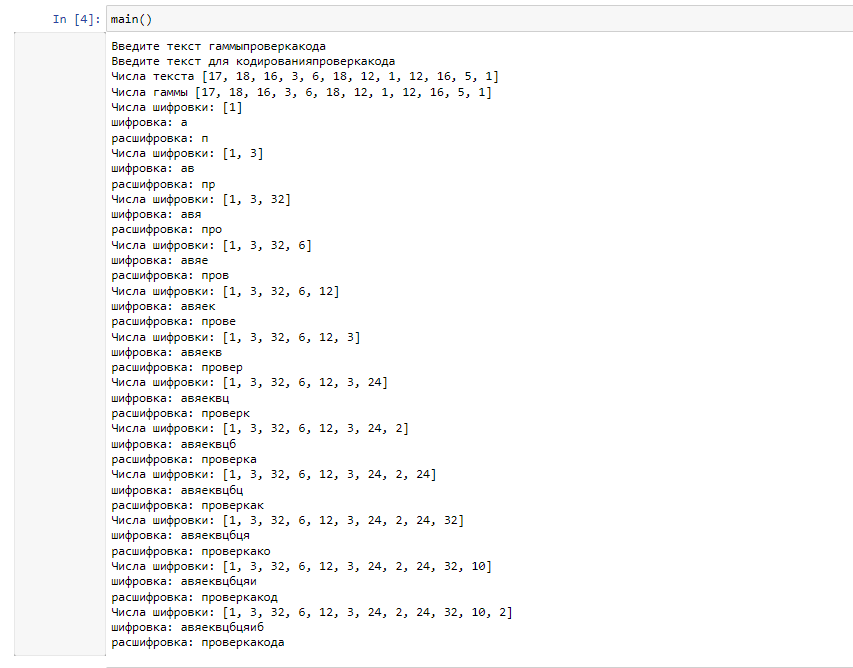 In [4]: main()
Введите текст гаммыпроверкакода
Введите текст для кодированияпроверкакода
Числа текста [17, 18, 16, 3, 6, 18, 12, 1, 12, 16, 5, 1]
Числа гаммы [17, 18, 16, 3, 6, 18, 12, 1, 12, 16, 5, 1]
Числа шифровки: [1]
шифровка: а
расшифровка: п
Числа шифровки: [1, 3]
шифровка: ав
расшифровка: пр
Числа шифровки: [1, 3, 32]
шифровка: авя
расшифровка: про
Числа шифровки: [1, 3, 32, 6]
шифровка: авяе
расшифровка: пров
Числа шифровки: [1, 3, 32, 6, 12]
шифровка: авяек
расшифровка: прове
Числа шифровки: [1, 3, 32, 6, 12, 3]
шифровка: авяекв
расшифровка: провер
Числа шифровки: [1, 3, 32, 6, 12, 3, 24]
шифровка: авяеквц
расшифровка: проверк
Числа шифровки: [1, 3, 32, 6, 12, 3, 24, 2]
шифровка: авяеквцб
расшифровка: проверка
Числа шифровки: [1, 3, 32, 6, 12, 3, 24, 2, 24]
шифровка: авяеквцбц
расшифровка: проверкак
Числа шифровки: [1, 3, 32, 6, 12, 3, 24, 2, 24, 32]
шифровка: авяеквцбця
расшифровка: проверкако
Числа шифровки: [1, 3, 32, 6, 12, 3, 24, 2, 24, 32, 10]
шифровка: авяеквцбцяи
расшифровка: проверкакод
Числа шифровки: [1, 3, 32, 6, 12, 3, 24, 2, 24, 32, 10, 2]
шифровка: авяеквцбцяиб
расшифровка: проверкакода